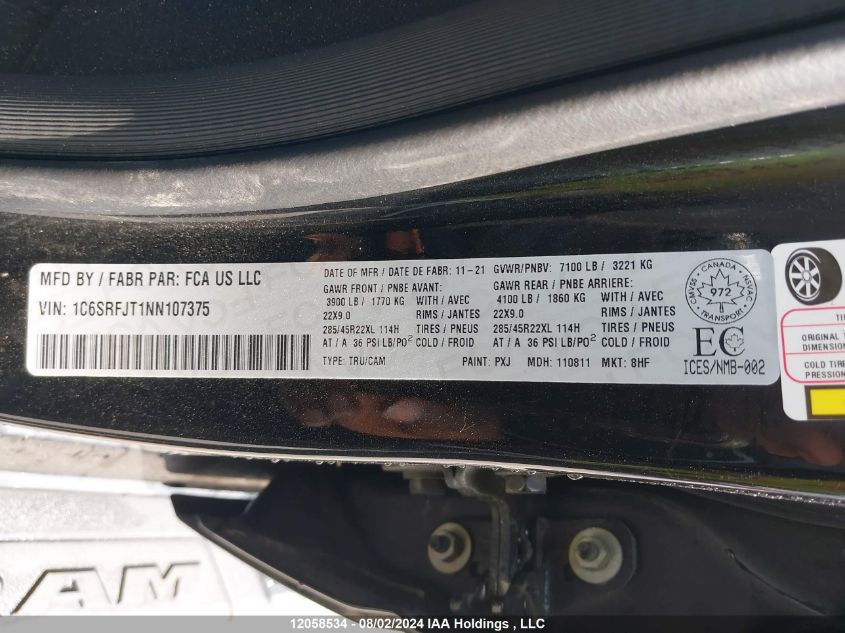 MFD BY / FABR PAR: FCA US LLC
VIN: 1C6SRFJT1NN107375
DATE OF MFR / DATE DE FABR: 11-21 GVWR/PNBV: 7100 LB / 3221 KG
GAWR FRONT / PNBE AVANT: GAWR REAR / PNBE ARRIERE:
3900 LB / 1770 KG WITH / AVEC 4100 LB / 1860 KG WITH / AVEC
22X9.0 RIMS / JANTES 22X9.0 RIMS / JANTES
285/45R22XL 114H TIRES / PNEUS 285/45R22XL 114H TIRES / PNEUS
AT / A 36 PSI LB/PO² COLD / FROID AT / A 36 PSI LB/PO² COLD / FROID
TYPE: TRU/CAM PAINT: PXJ MDH: 110811 MKT: 8HF
CMVSS CANADA NSVAC
972
TRANSPORT
EC
ICES/NMB-002
TI
ORIGINAL T
DIMEN
COLD TIRE
PRESSION
RAM
12058534 - 08/02/2024 IAA Holdings, LLC